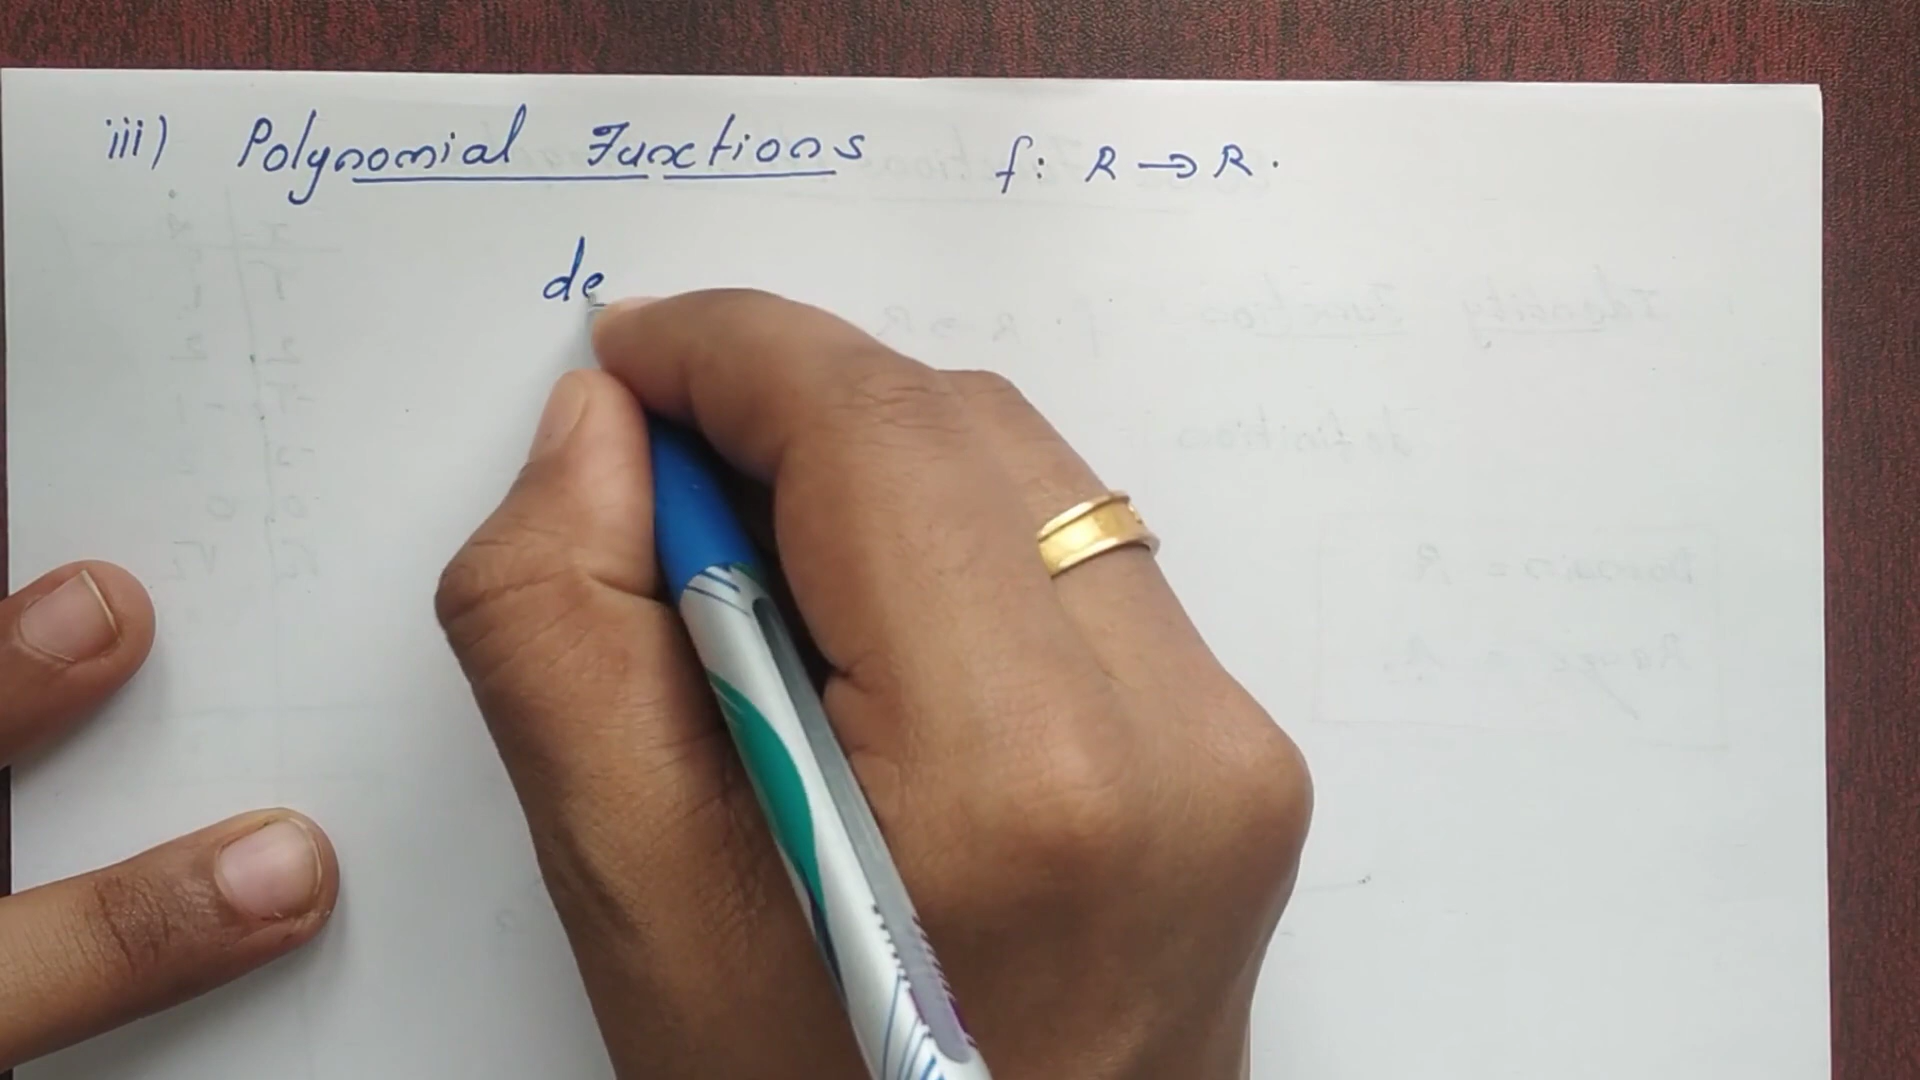 iii) Polynomial Functions f: R → R.
de